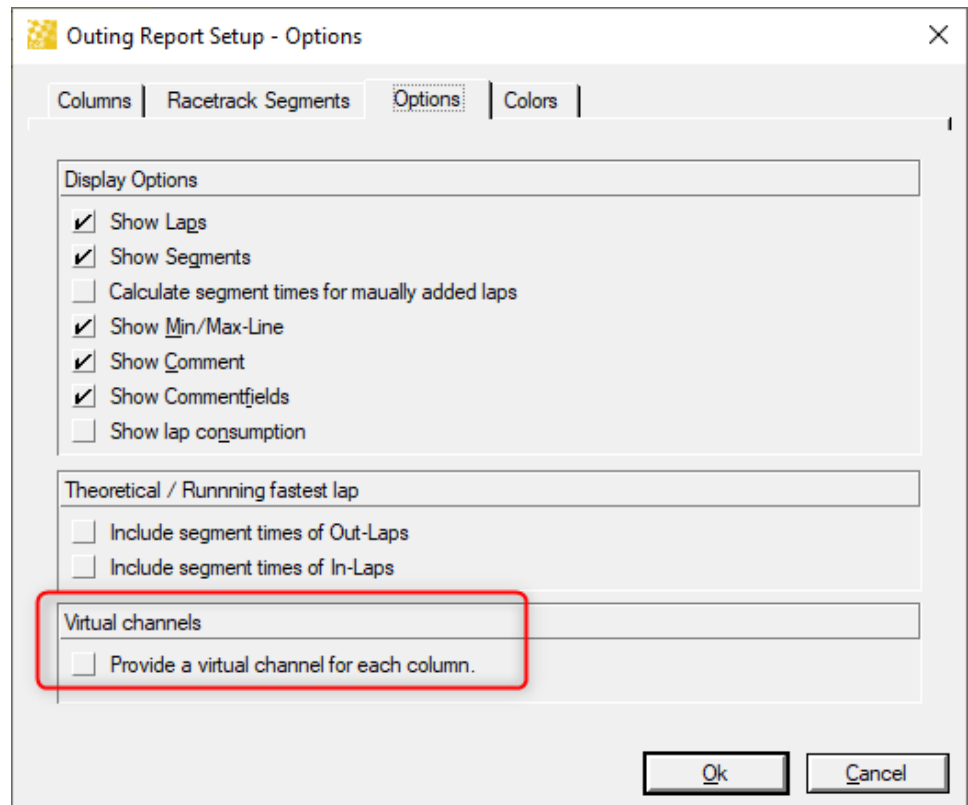 Outing Report Setup - Options
Columns Racetrack Segments Options Colors
Display Options
Show Laps
Show Segments
Calculate segment times for maually added laps
Show Min/Max-Line
Show Comment
Show Commentfields
Show lap consumption
Theoretical / Runnning fastest lap
Include segment times of Out-Laps
Include segment times of In-Laps
Virtual channels
Provide a virtual channel for each column.
Ok Cancel